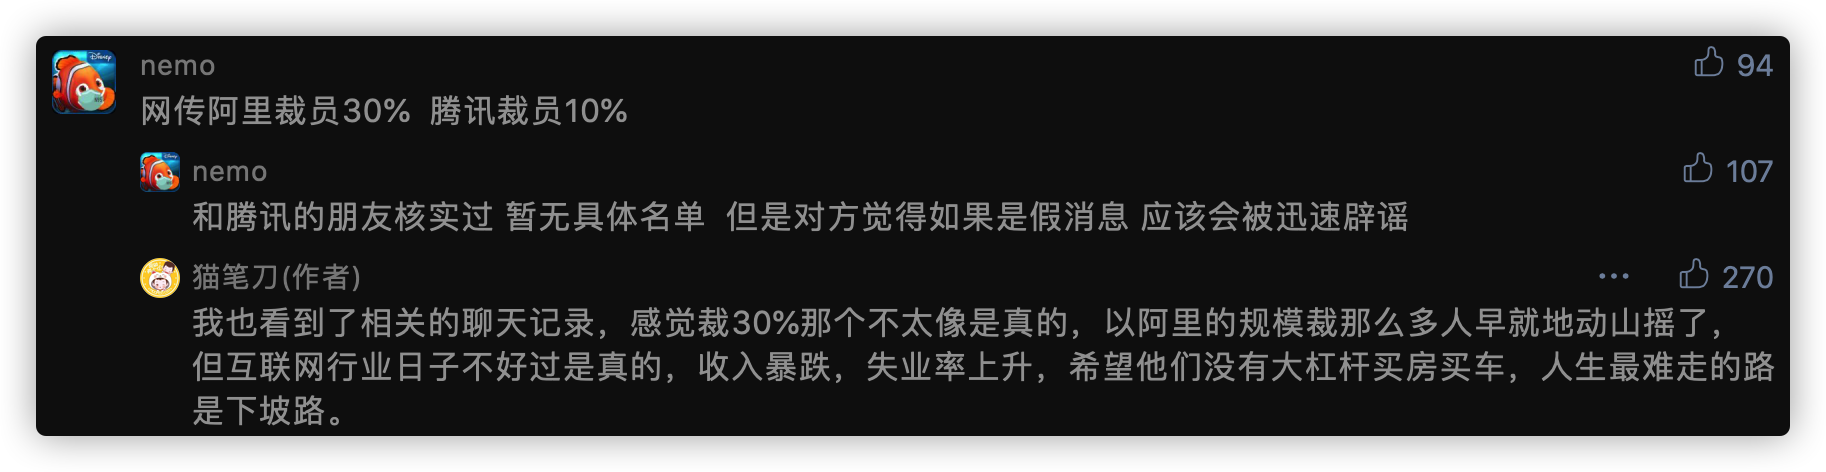 nemo
94
网传阿里裁员30% 腾讯裁员10%
nemo
107
和腾讯的朋友核实过 暂无具体名单 但是对方觉得如果是假消息 应该会被迅速辟谣
猫笔刀(作者)
270
我也看到了相关的聊天记录，感觉裁30%那个不太像是真的，以阿里的规模裁那么多人早就地动山摇了，
但互联网行业日子不好过是真的，收入暴跌，失业率上升，希望他们没有大杠杆买房买车，人生最难走的路
是下坡路。
Disney